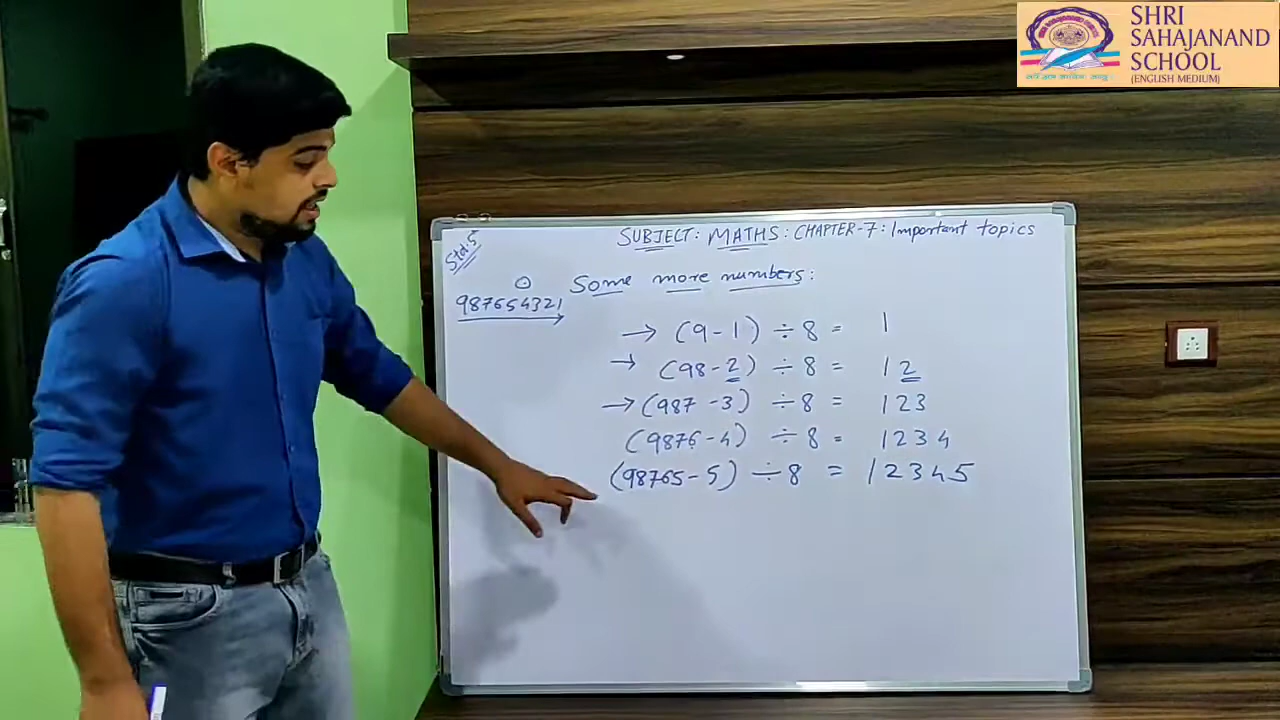 SHRI
SAHAJANAND
SCHOOL
(ENGLISH MEDIUM)
Std.5
SUBJECT: MATHS: CHAPTER-7: Important topics
Some more numbers:
987654321
→ (9-1) ÷ 8 = 1
→ (98-2) ÷ 8 = 12
→ (987-3) ÷ 8 = 123
(9876-4) ÷ 8 = 1234
(98765-5) ÷ 8 = 12345